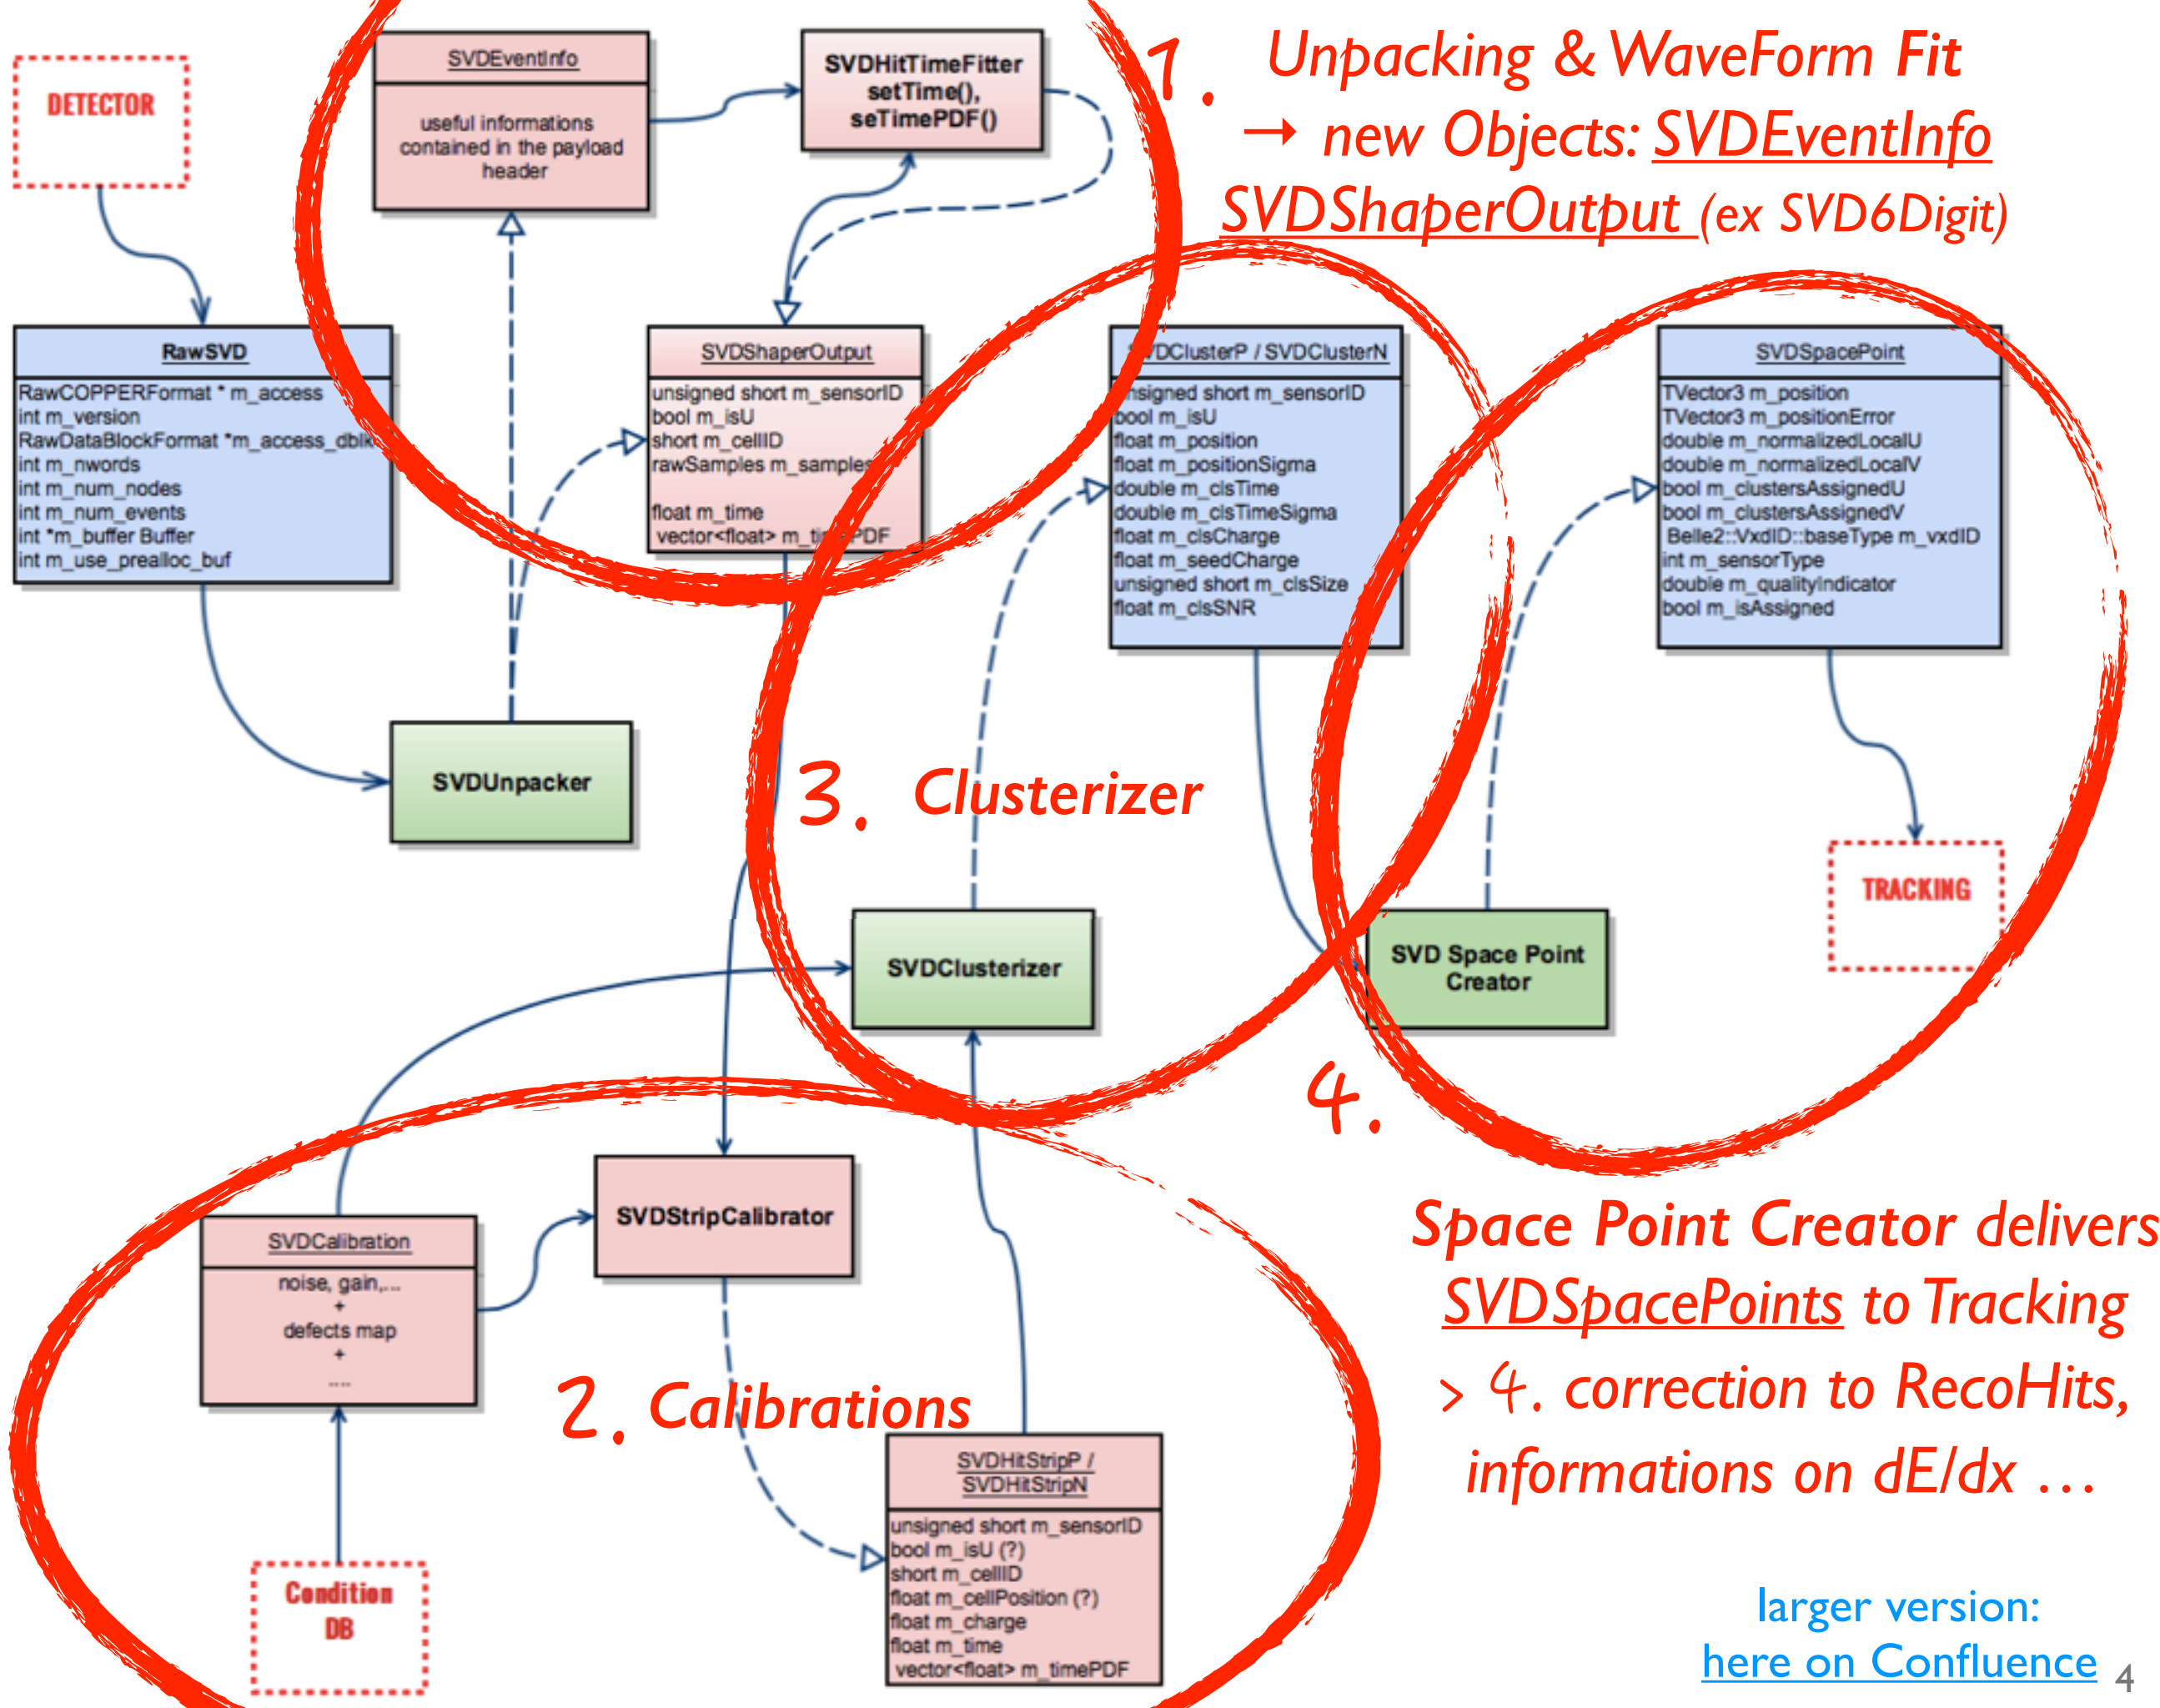 DETECTOR
SVDEventInfo
useful informations
contained in the payload
header
SVDHitTimeFitter
setTime(),
seTimePDF()
1. Unpacking & WaveForm Fit
→ new Objects: SVDEventInfo
SVDShaperOutput (ex SVD6Digit)
RawSVD
RawCOPPERFormat * m_access
int m_version
RawDataBlockFormat *m_access_dblk
int m_nwords
int m_num_nodes
int m_num_events
int *m_buffer Buffer
int m_use_prealloc_buf
SVDShaperOutput
unsigned short m_sensorID
bool m_isU
short m_cellID
rawSamples m_samples
float m_time
vector<float> m_timePDF
SVDClusterP / SVDClusterN
unsigned short m_sensorID
bool m_isU
float m_position
float m_positionSigma
double m_clsTime
double m_clsTimeSigma
float m_clsCharge
float m_seedCharge
unsigned short m_clsSize
float m_clsSNR
SVDSpacePoint
TVector3 m_position
TVector3 m_positionError
double m_normalizedLocalU
double m_normalizedLocalV
bool m_clustersAssignedU
bool m_clustersAssignedV
Belle2::VxdID::baseType m_vxdID
int m_sensorType
double m_qualityIndicator
bool m_isAssigned
SVDUnpacker
3. Clusterizer
SVDClusterizer
SVD Space Point
Creator
TRACKING
4.
SVDCalibration
noise, gain,...
+
defects map
+
....
SVDStripCalibrator
2. Calibrations
Condition
DB
SVDHitStripP /
SVDHitStripN
unsigned short m_sensorID
bool m_isU (?)
short m_cellID
float m_cellPosition (?)
float m_charge
float m_time
vector<float> m_timePDF
Space Point Creator delivers
SVDSpacePoints to Tracking
> 4. correction to RecoHits,
informations on dE/dx …
larger version:
here on Confluence
4